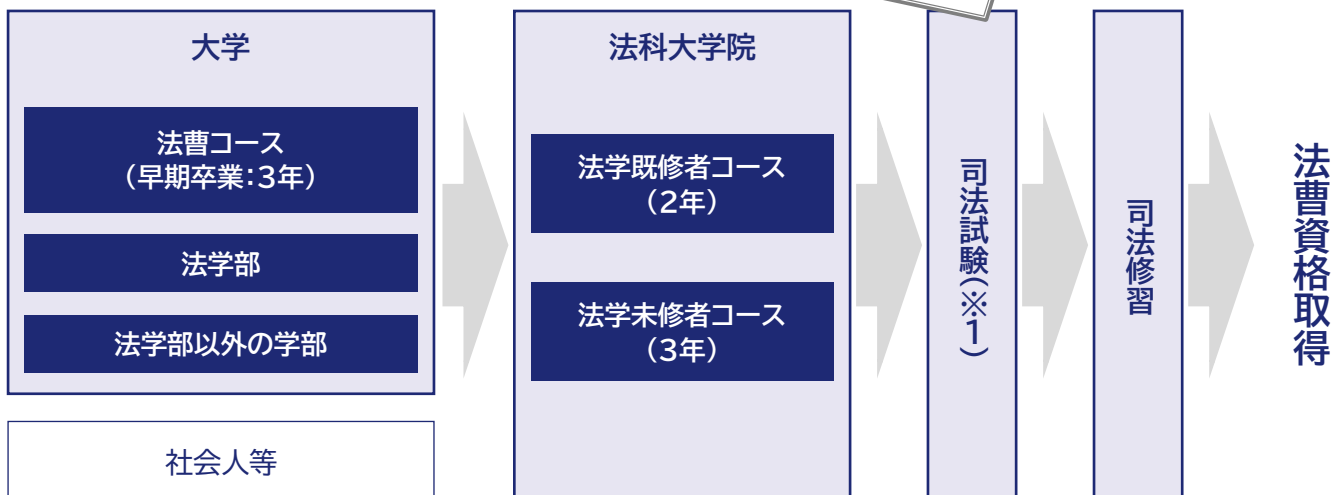 大学
法曹コース
(早期卒業:3年)
法学部
法学部以外の学部
社会人等
法科大学院
法学既修者コース
(2年)
法学未修者コース
(3年)
司法試験(※1)
司法修習
法曹資格取得